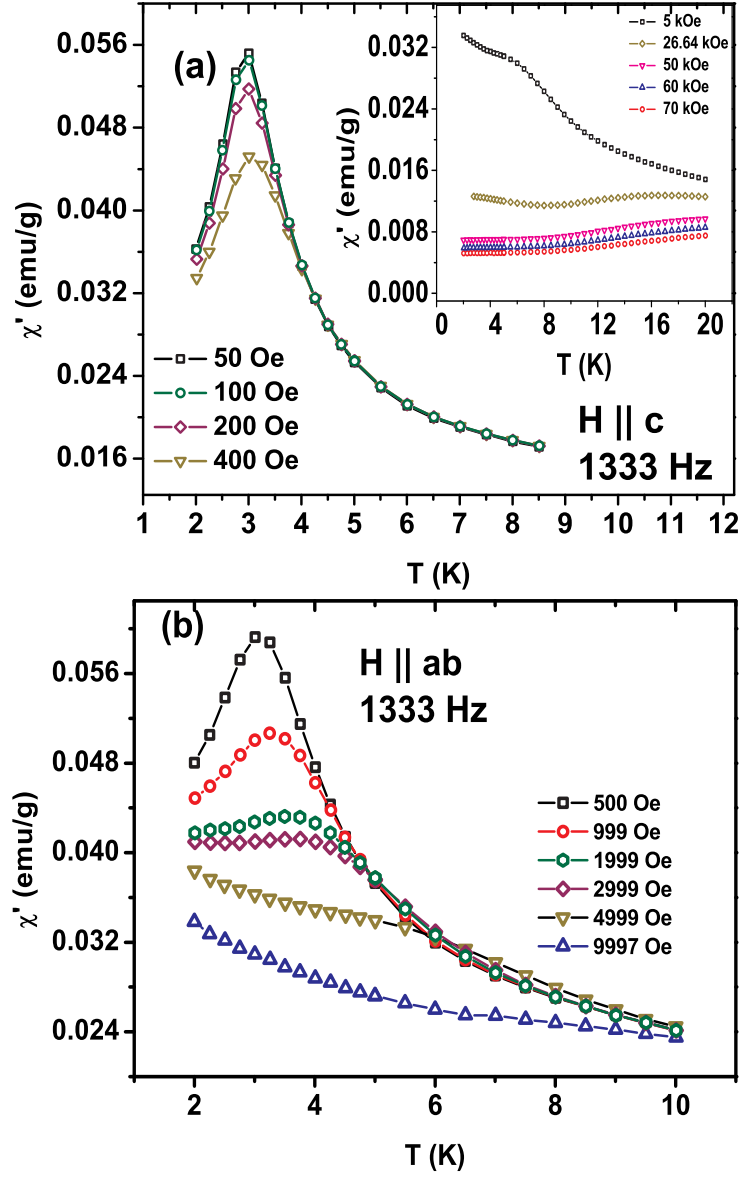 (a)
χ' (emu/g)
0.056
0.048
0.040
0.032
0.024
0.016
50 Oe
100 Oe
200 Oe
400 Oe
H || c
1333 Hz
1 2 3 4 5 6 7 8 9 10 11 12
T (K)
χ' (emu/g)
0.032
0.024
0.016
0.008
0.000
5 kOe
26.64 kOe
50 kOe
60 kOe
70 kOe
0 4 8 12 16 20
T (K)
(b)
H || ab
1333 Hz
χ' (emu/g)
0.056
0.048
0.040
0.032
0.024
500 Oe
999 Oe
1999 Oe
2999 Oe
4999 Oe
9997 Oe
2 4 6 8 10
T (K)